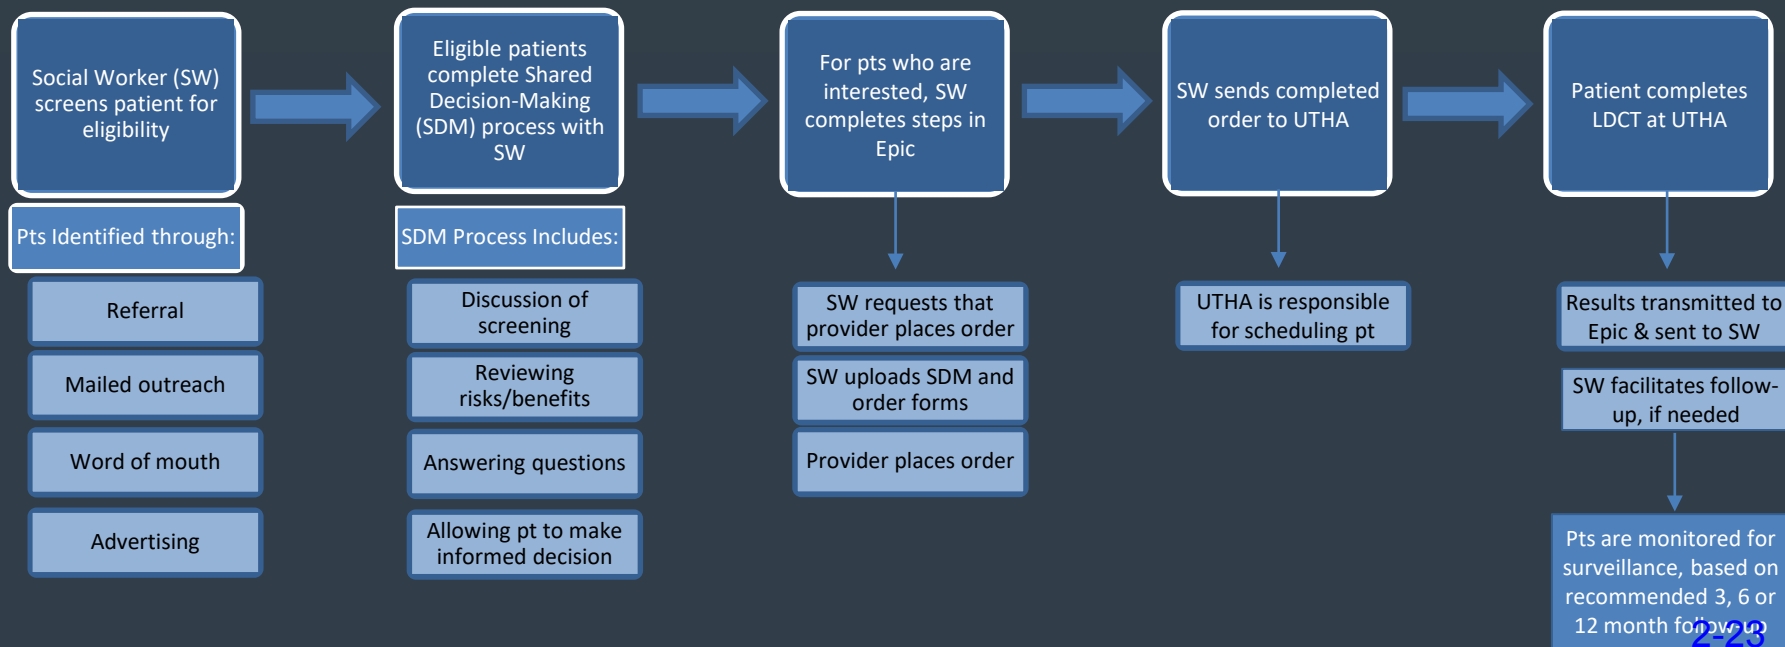 Social Worker (SW)
screens patient for
eligibility
Pts Identified through:
Referral
Mailed outreach
Word of mouth
Advertising
Eligible patients
complete Shared
Decision-Making
(SDM) process with
SW
SDM Process Includes:
Discussion of
screening
Reviewing
risks/benefits
Answering questions
Allowing pt to make
informed decision
For pts who are
interested, SW
completes steps in
Epic
SW requests that
provider places order
SW uploads SDM and
order forms
Provider places order
SW sends completed
order to UTHA
UTHA is responsible
for scheduling pt
Patient completes
LDCT at UTHA
Results transmitted to
Epic & sent to SW
SW facilitates follow-
up, if needed
Pts are monitored for
surveillance, based on
recommended 3, 6 or
12 month follow-up
2-23